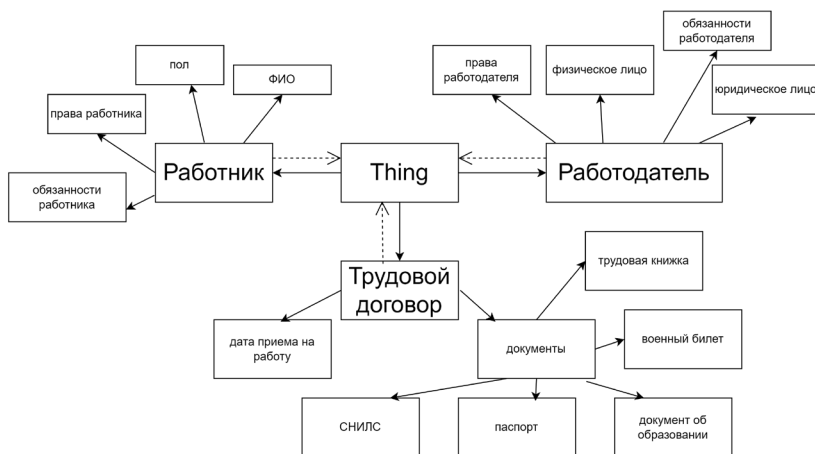 обязанности
работодателя
пол
ФИО
права
работодателя
физическое лицо
юридическое лицо
права работника
Работник
Thing
Работодатель
обязанности
работника
Трудовой
договор
трудовая книжка
дата приема на
работу
документы
военный билет
СНИЛС
паспорт
документ об
образовании